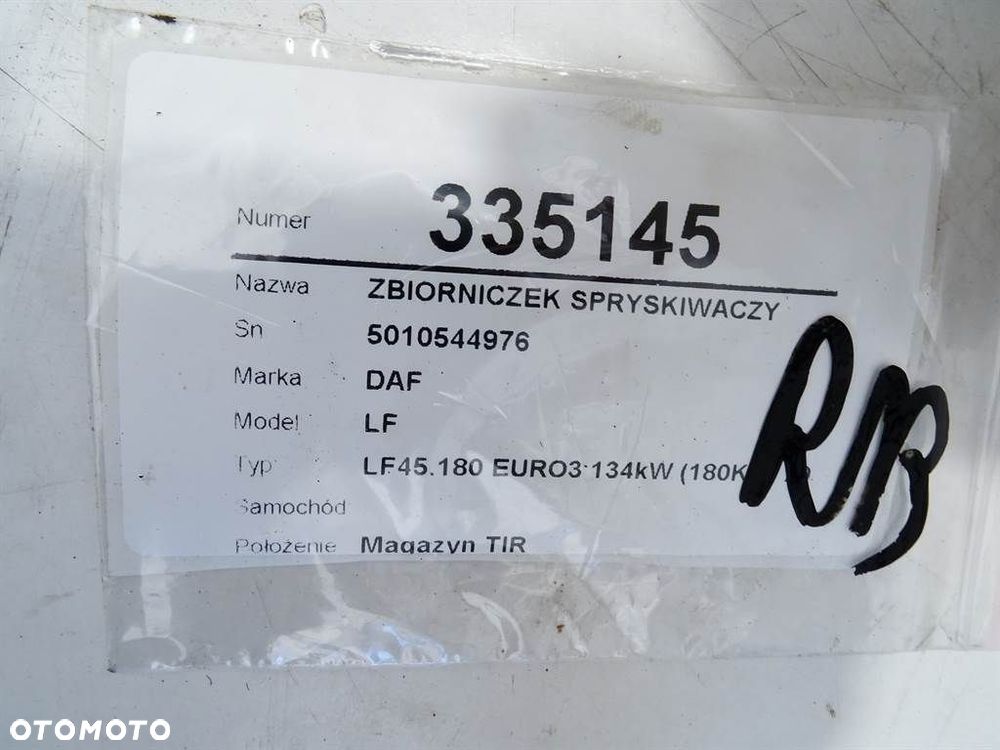 Numer 335145
Nazwa ZBIORNICZEK SPRYSKIWACZY
Sn 5010544976
Marka DAF
Model LF
Typ LF45.180 EURO3 134kW (180K
Samochód
Położenie Magazyn TIR
OTOMOTO